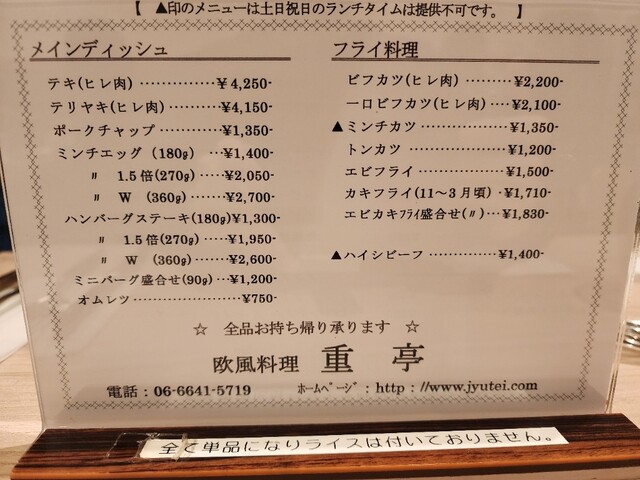 【 ▲印のメニューは土日祝日のランチタイムは提供不可です。 】
メインディッシュ
テキ(ヒレ肉) ･･････････････¥4,250-
テリヤキ(ヒレ肉) ･･････････¥4,150-
ポークチャップ ････････････¥1,350-
ミンチエッグ (180g) ････¥1,400-
〃 1.5倍(270g) ･････¥2,050-
〃 W (360g) ･･･････¥2,700-
ハンバーグステーキ(180g)¥1,300-
〃 1.5倍(270g) ･････¥1,950-
〃 W (360g) ･････¥2,600-
ミニバーグ盛合せ(90g) ･･¥1,200-
オムレツ ･･････････････････････¥750-
フライ料理
ビフカツ(ヒレ肉) ･･････････¥2,200-
一口ビフカツ(ヒレ肉) ････¥2,100-
▲ミンチカツ ････････････････¥1,350-
トンカツ ････････････････････¥1,200-
エビフライ ･･････････････････¥1,500-
カキフライ(11～3月頃) ･¥1,710-
エビカキﾌﾗｲ盛合せ(〃) ･･･¥1,830-
▲ハイシビーフ ･･････････････¥1,400-
☆ 全品お持ち帰り承ります ☆
欧風料理 重亭
電話：06-6641-5719 ﾎｰﾑﾍﾟｰｼﾞ：http：//www.jyutei.com
全て単品になりライスは付いておりません。